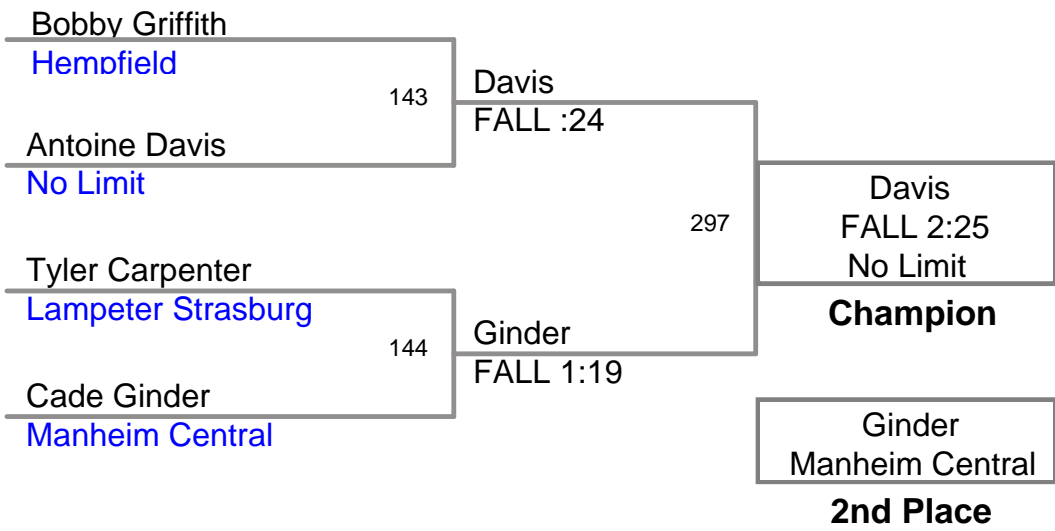 Bobby Griffith
Hempfield
143
Davis
FALL :24
Antoine Davis
No Limit
297
Davis
FALL 2:25
No Limit
Champion
Tyler Carpenter
Lampeter Strasburg
144
Ginder
FALL 1:19
Cade Ginder
Manheim Central
Ginder
Manheim Central
2nd Place